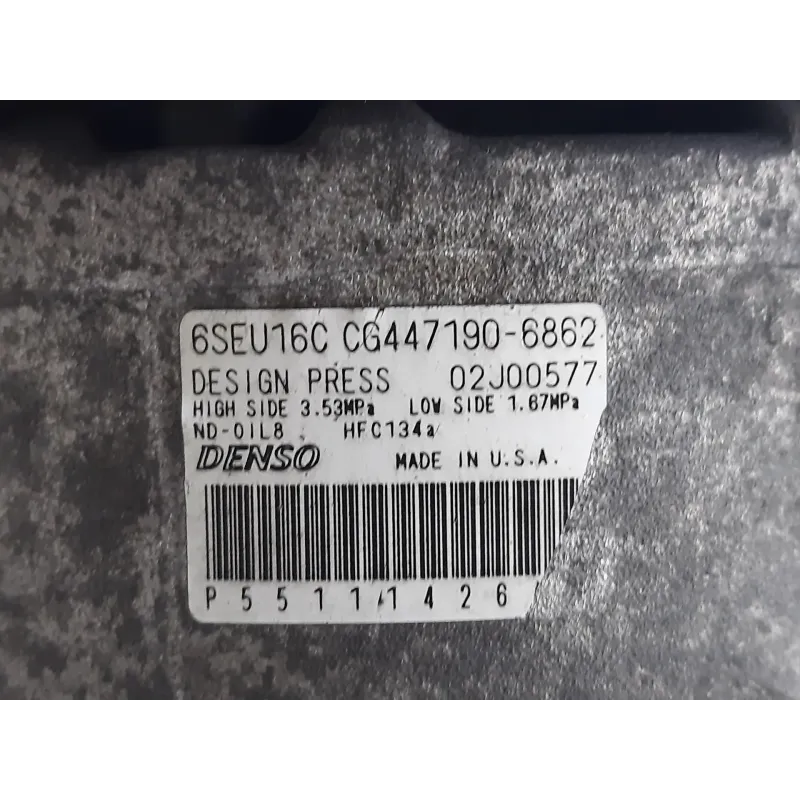 6SEU16C CG447190-6862
DESIGN PRESS 02J00577
HIGH SIDE 3.53MPa LOW SIDE 1.67MPa
ND-OIL8 HFC134a
DENSO MADE IN U.S.A.
P55111426